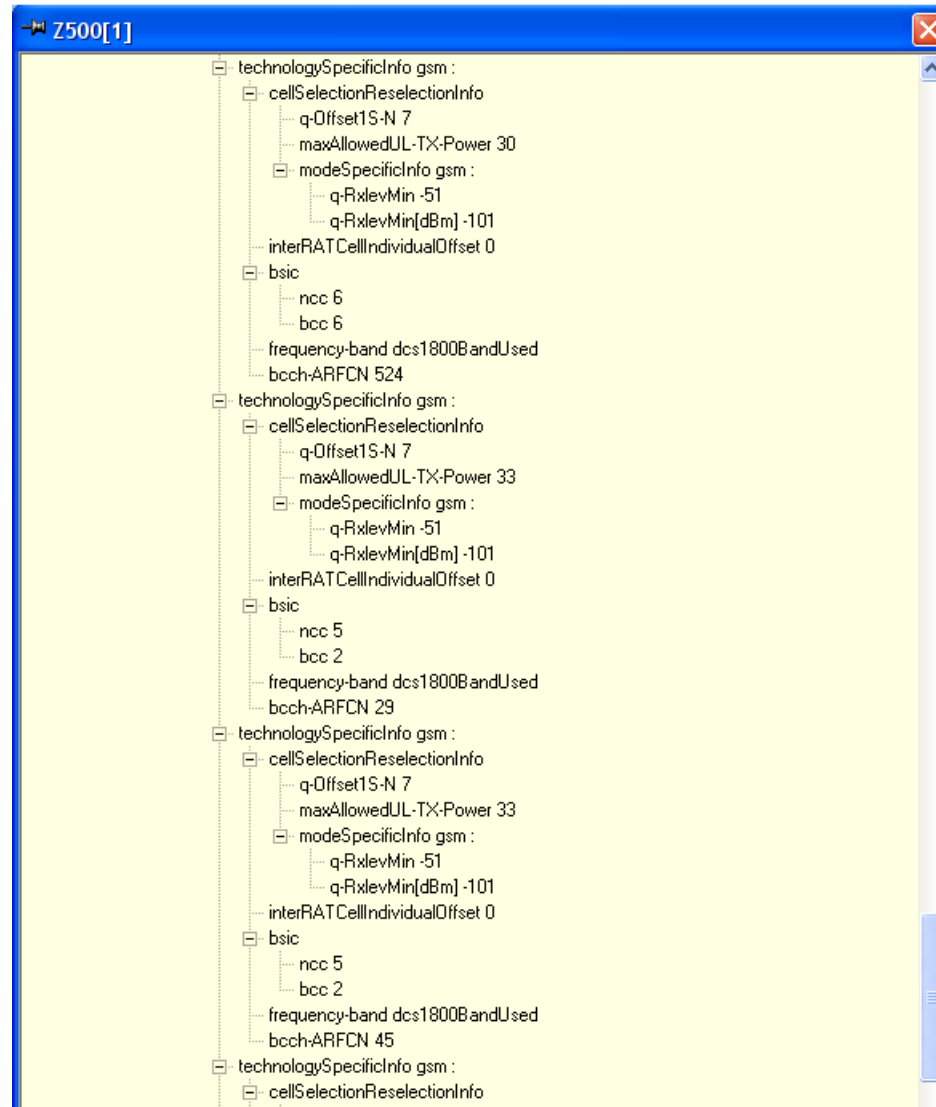 Z500[1]
technologySpecificInfo gsm :
cellSelectionReselectionInfo
q-Offset1S-N 7
maxAllowedUL-TX-Power 30
modeSpecificInfo gsm :
q-RxlevMin -51
q-RxlevMin[dBm] -101
interRATCellIndividualOffset 0
bsic
ncc 6
bcc 6
frequency-band dcs1800BandUsed
bcch-ARFCN 524
technologySpecificInfo gsm :
cellSelectionReselectionInfo
q-Offset1S-N 7
maxAllowedUL-TX-Power 33
modeSpecificInfo gsm :
q-RxlevMin -51
q-RxlevMin[dBm] -101
interRATCellIndividualOffset 0
bsic
ncc 5
bcc 2
frequency-band dcs1800BandUsed
bcch-ARFCN 29
technologySpecificInfo gsm :
cellSelectionReselectionInfo
q-Offset1S-N 7
maxAllowedUL-TX-Power 33
modeSpecificInfo gsm :
q-RxlevMin -51
q-RxlevMin[dBm] -101
interRATCellIndividualOffset 0
bsic
ncc 5
bcc 2
frequency-band dcs1800BandUsed
bcch-ARFCN 45
technologySpecificInfo gsm :
cellSelectionReselectionInfo